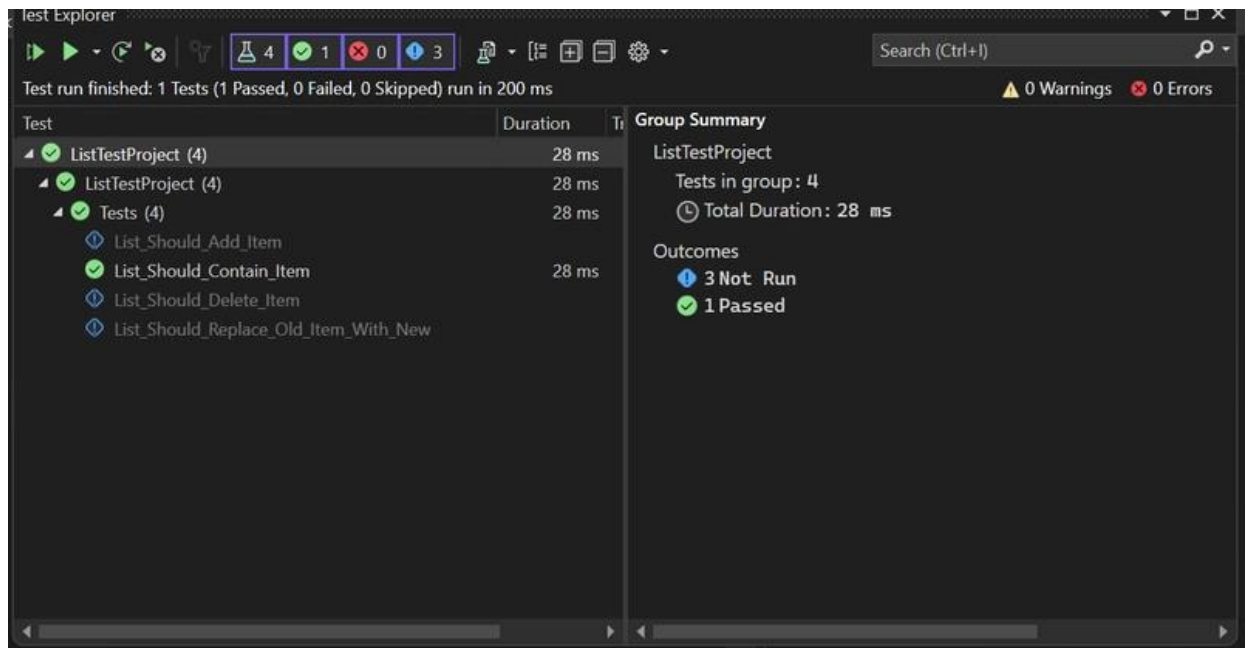 Test Explorer
4 1 0 3 Search (Ctrl+I)
Test run finished: 1 Tests (1 Passed, 0 Failed, 0 Skipped) run in 200 ms 0 Warnings 0 Errors
Test Duration Tr
ListTestProject (4) 28 ms
ListTestProject (4) 28 ms
Tests (4) 28 ms
List_Should_Add_Item
List_Should_Contain_Item 28 ms
List_Should_Delete_Item
List_Should_Replace_Old_Item_With_New
Group Summary
ListTestProject
Tests in group: 4
Total Duration: 28 ms
Outcomes
3 Not Run
1 Passed